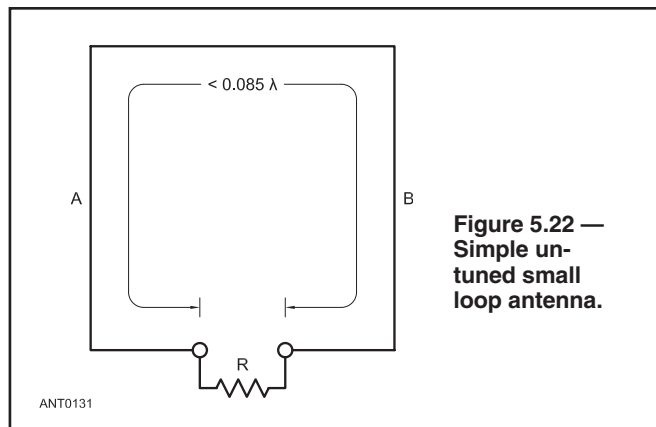 < 0.085 λ
A
B
Figure 5.22 —
Simple un-
tuned small
loop antenna.
R
ANT0131